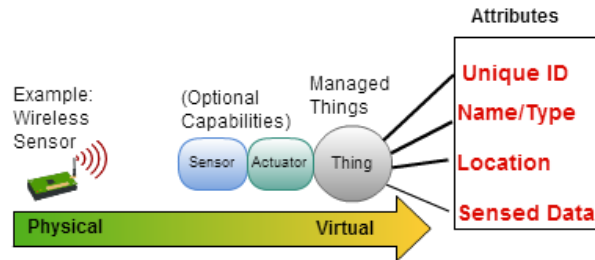 Attributes
Unique ID
Name/Type
Location
Sensed Data
Managed
Things
(Optional
Capabilities)
Example:
Wireless
Sensor
Sensor
Actuator
Thing
Physical
Virtual